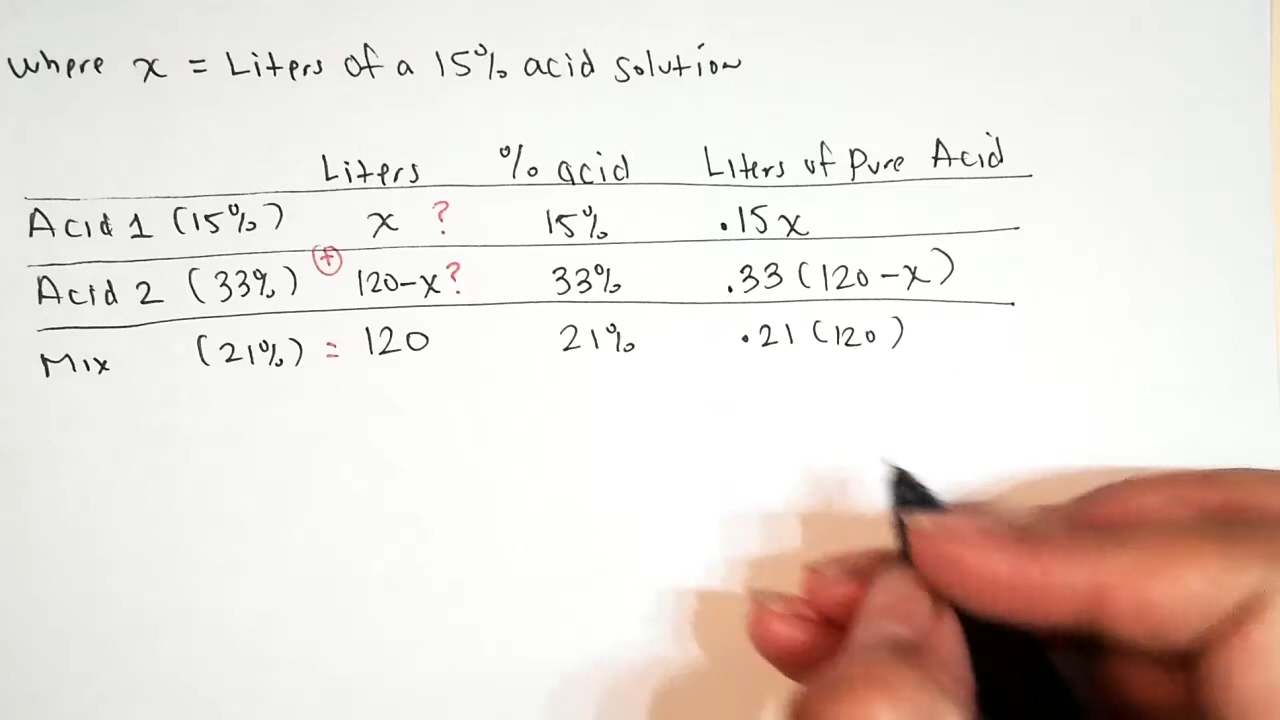 where x = Liters of a 15% acid solution
Liters % acid Liters of Pure Acid
Acid 1 (15%) x ? 15% .15x
Acid 2 (33%) + 120-x? 33% .33 (120-x)
Mix (21%) = 120 21% .21 (120)